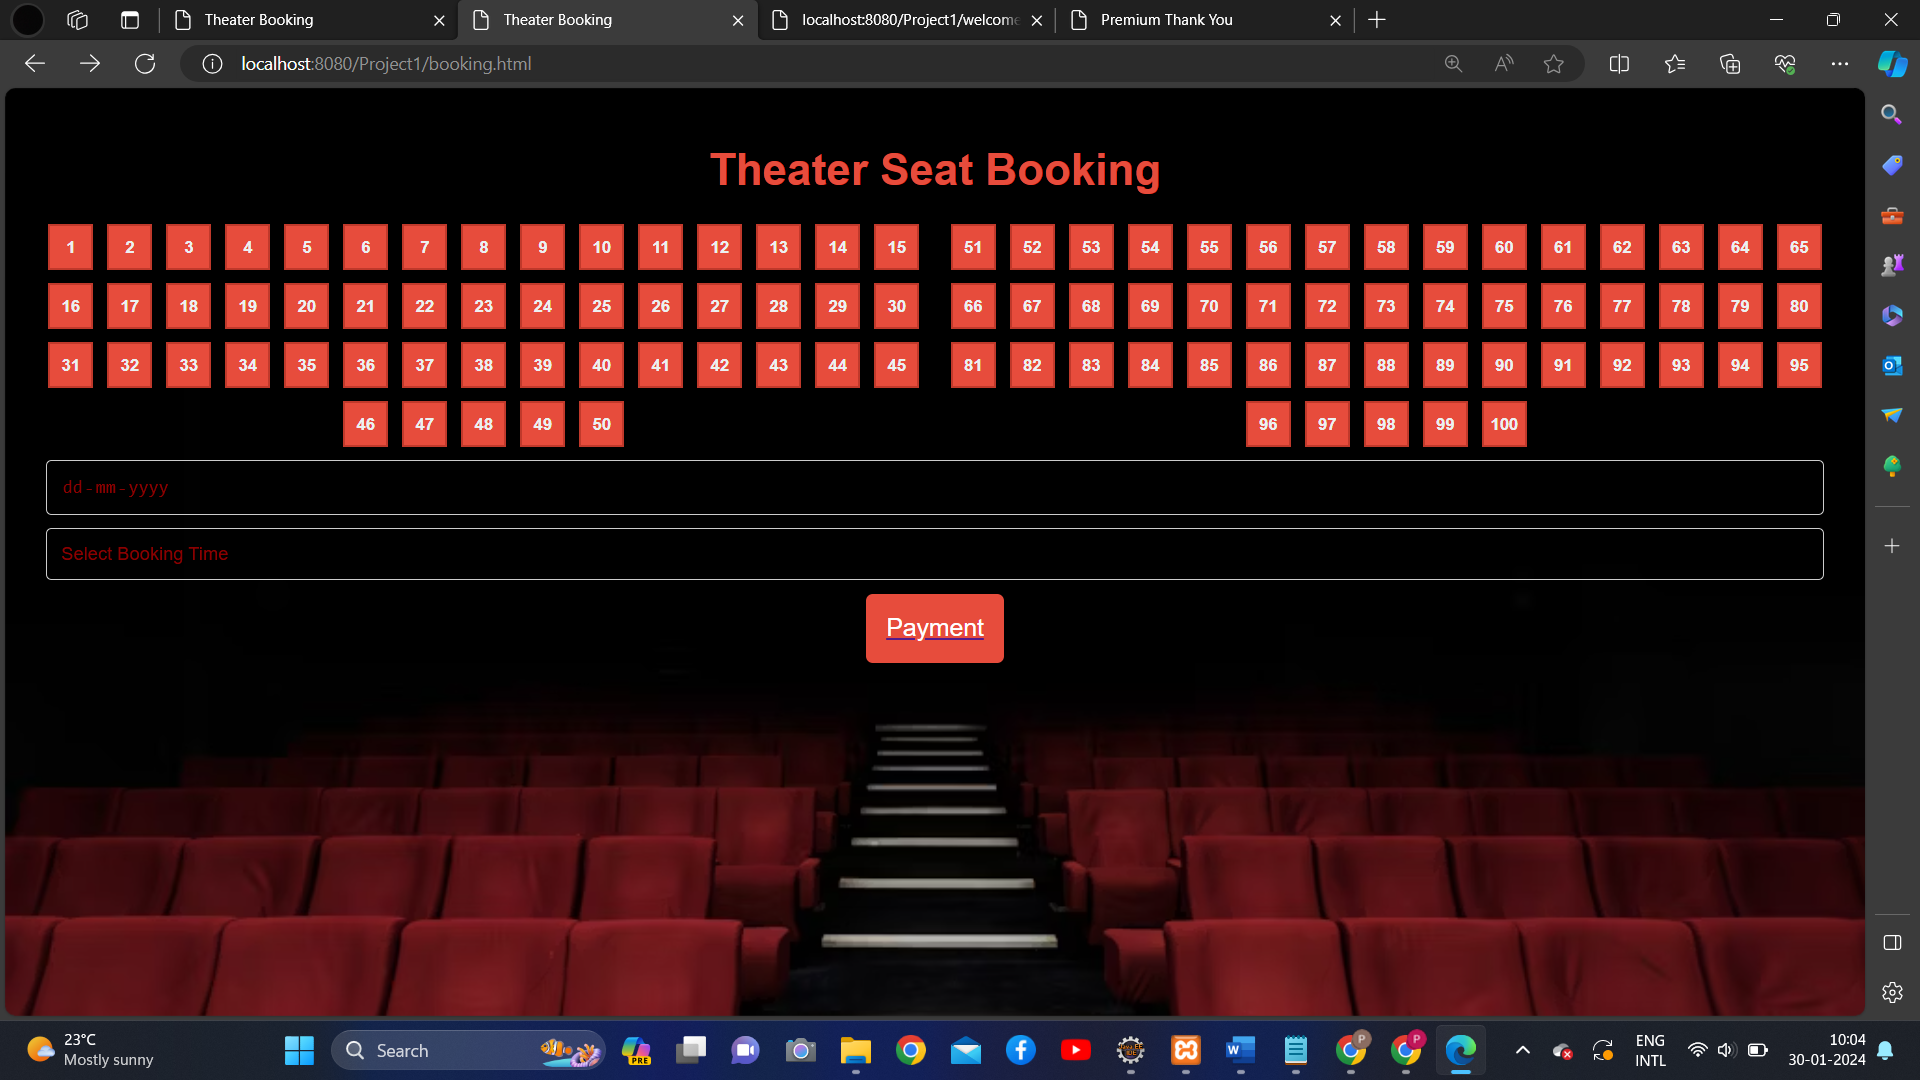 Theater Booking
Theater Booking
localhost:8080/Project1/welcome
Premium Thank You
localhost:8080/Project1/booking.html
Theater Seat Booking
1 2 3 4 5 6 7 8 9 10 11 12 13 14 15 51 52 53 54 55 56 57 58 59 60 61 62 63 64 65
16 17 18 19 20 21 22 23 24 25 26 27 28 29 30 66 67 68 69 70 71 72 73 74 75 76 77 78 79 80
31 32 33 34 35 36 37 38 39 40 41 42 43 44 45 81 82 83 84 85 86 87 88 89 90 91 92 93 94 95
46 47 48 49 50 96 97 98 99 100
dd-mm-yyyy
Select Booking Time
Payment
23°C
Mostly sunny
Search
PRE
W
P
P
ENG
INTL
10:04
30-01-2024